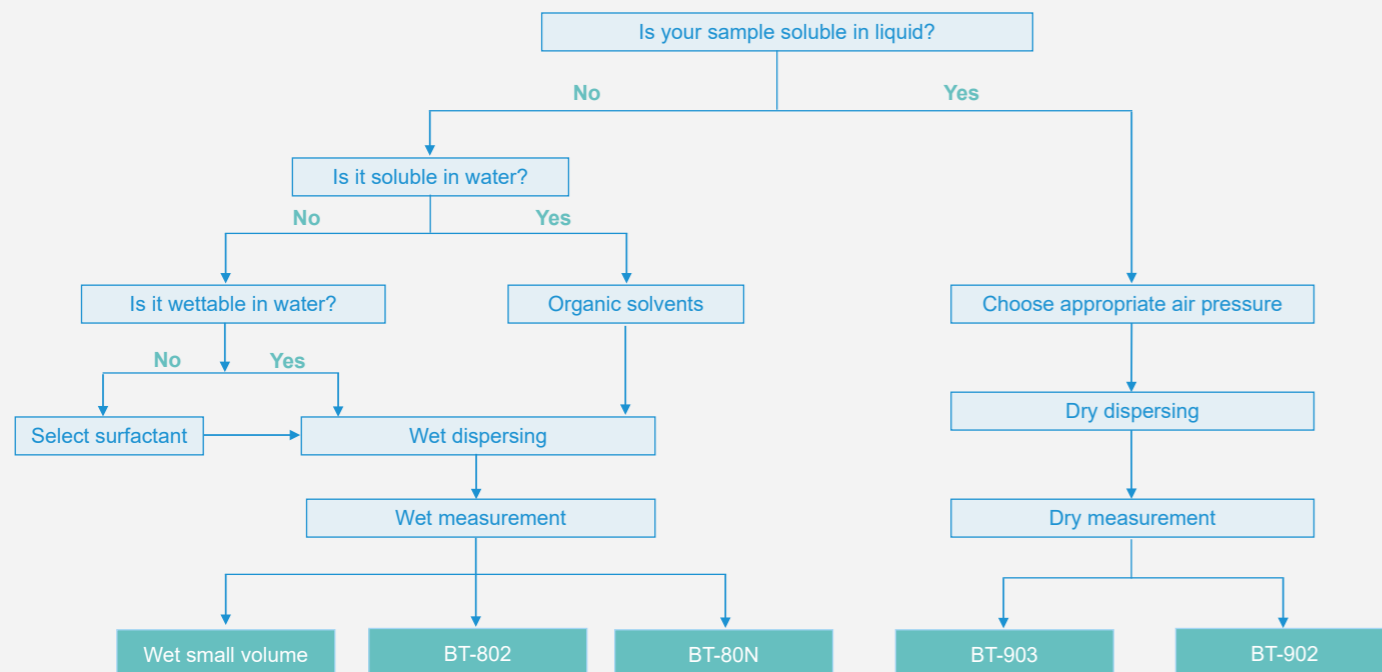 Is your sample soluble in liquid?
No
Yes
Is it soluble in water?
No
Yes
Is it wettable in water?
Organic solvents
Choose appropriate air pressure
No
Yes
Select surfactant
Wet dispersing
Dry dispersing
Wet measurement
Dry measurement
Wet small volume
BT-802
BT-80N
BT-903
BT-902